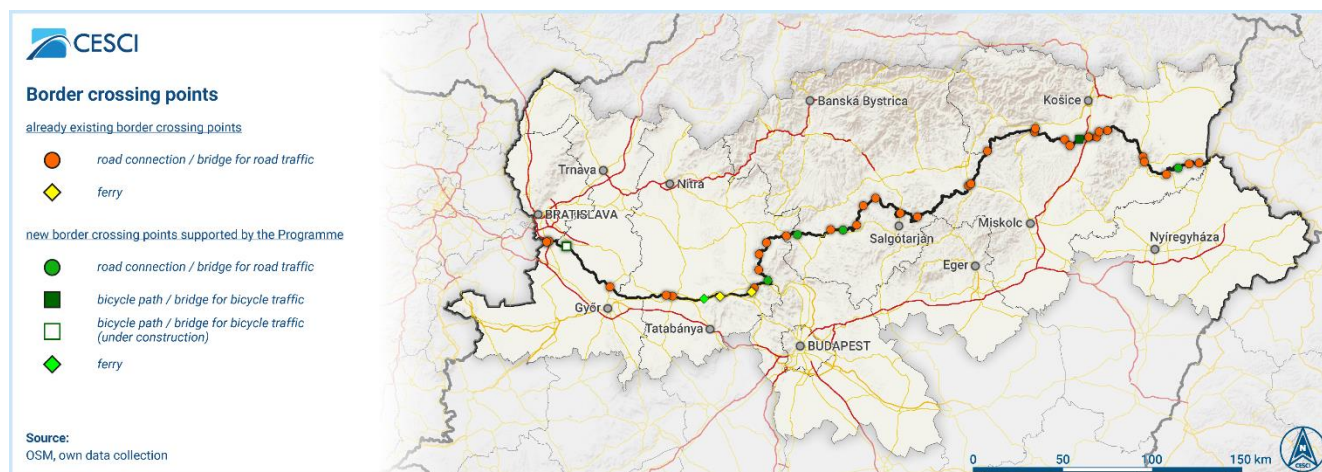 CESCI
Border crossing points
already existing border crossing points
road connection / bridge for road traffic
ferry
new border crossing points supported by the Programme
road connection / bridge for road traffic
bicycle path / bridge for bicycle traffic
bicycle path / bridge for bicycle traffic
(under construction)
ferry
Source:
OSM, own data collection
Banská Bystrica
Košice
Trnava
Nitra
BRATISLAVA
Salgótarján
Miskolc
Nyíregyháza
Eger
Győr
Tatabánya
BUDAPEST
0 50 100 150 km
N
CESCI